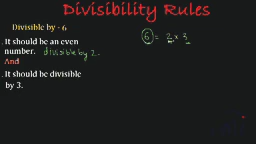 Divisibility Rules
Divisible by - 6
. It should be an even
number. divisible by 2.
And
. It should be divisible
by 3.
6 = 2 x 3